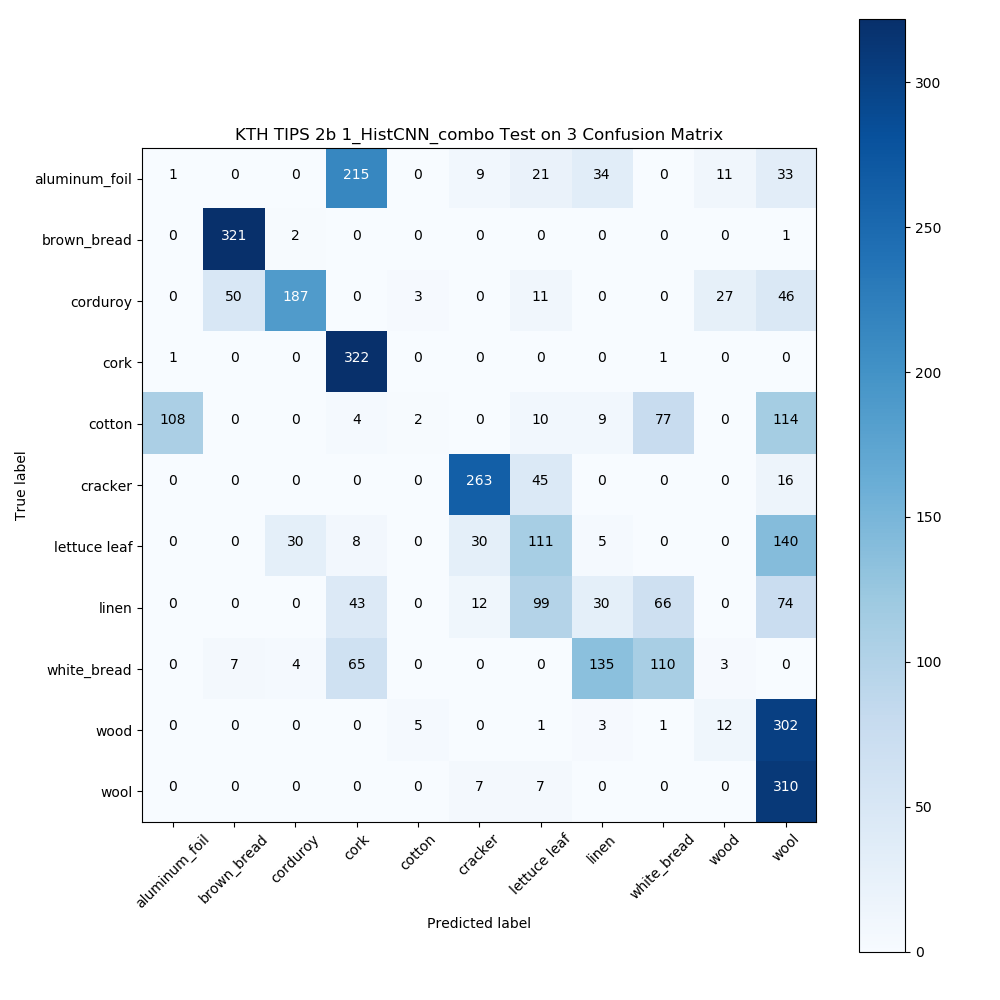 KTH TIPS 2b 1_HistCNN_combo Test on 3 Confusion Matrix
aluminum_foil 1 0 0 215 0 9 21 34 0 11 33
brown_bread 0 321 2 0 0 0 0 0 0 0 1
corduroy 0 50 187 0 3 0 11 0 0 27 46
cork 1 0 0 322 0 0 0 0 1 0 0
cotton 108 0 0 4 2 0 10 9 77 0 114
cracker 0 0 0 0 0 263 45 0 0 0 16
lettuce leaf 0 0 30 8 0 30 111 5 0 0 140
linen 0 0 0 43 0 12 99 30 66 0 74
white_bread 0 7 4 65 0 0 0 135 110 3 0
wood 0 0 0 0 5 0 1 3 1 12 302
wool 0 0 0 0 0 7 7 0 0 0 310
aluminum_foil brown_bread corduroy cork cotton cracker lettuce leaf linen white_bread wood wool
Predicted label
True label
300
250
200
150
100
50
0